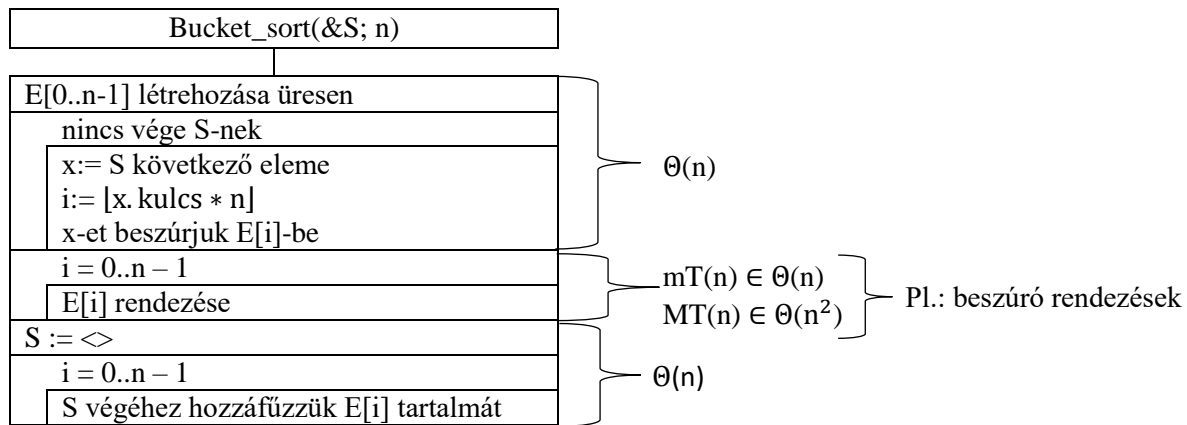 Bucket_sort(&S; n)
E[0..n-1] létrehozása üresen
nincs vége S-nek
x:= S következő eleme
i:= ⌊x. kulcs ∗ n⌋
x-et beszúrjuk E[i]-be
Θ(n)
i = 0..n – 1
E[i] rendezése
mT(n) ∈ Θ(n)
MT(n) ∈ Θ(n²)
Pl.: beszúró rendezések
S := <>
i = 0..n – 1
S végéhez hozzáfűzzük E[i] tartalmát
Θ(n)